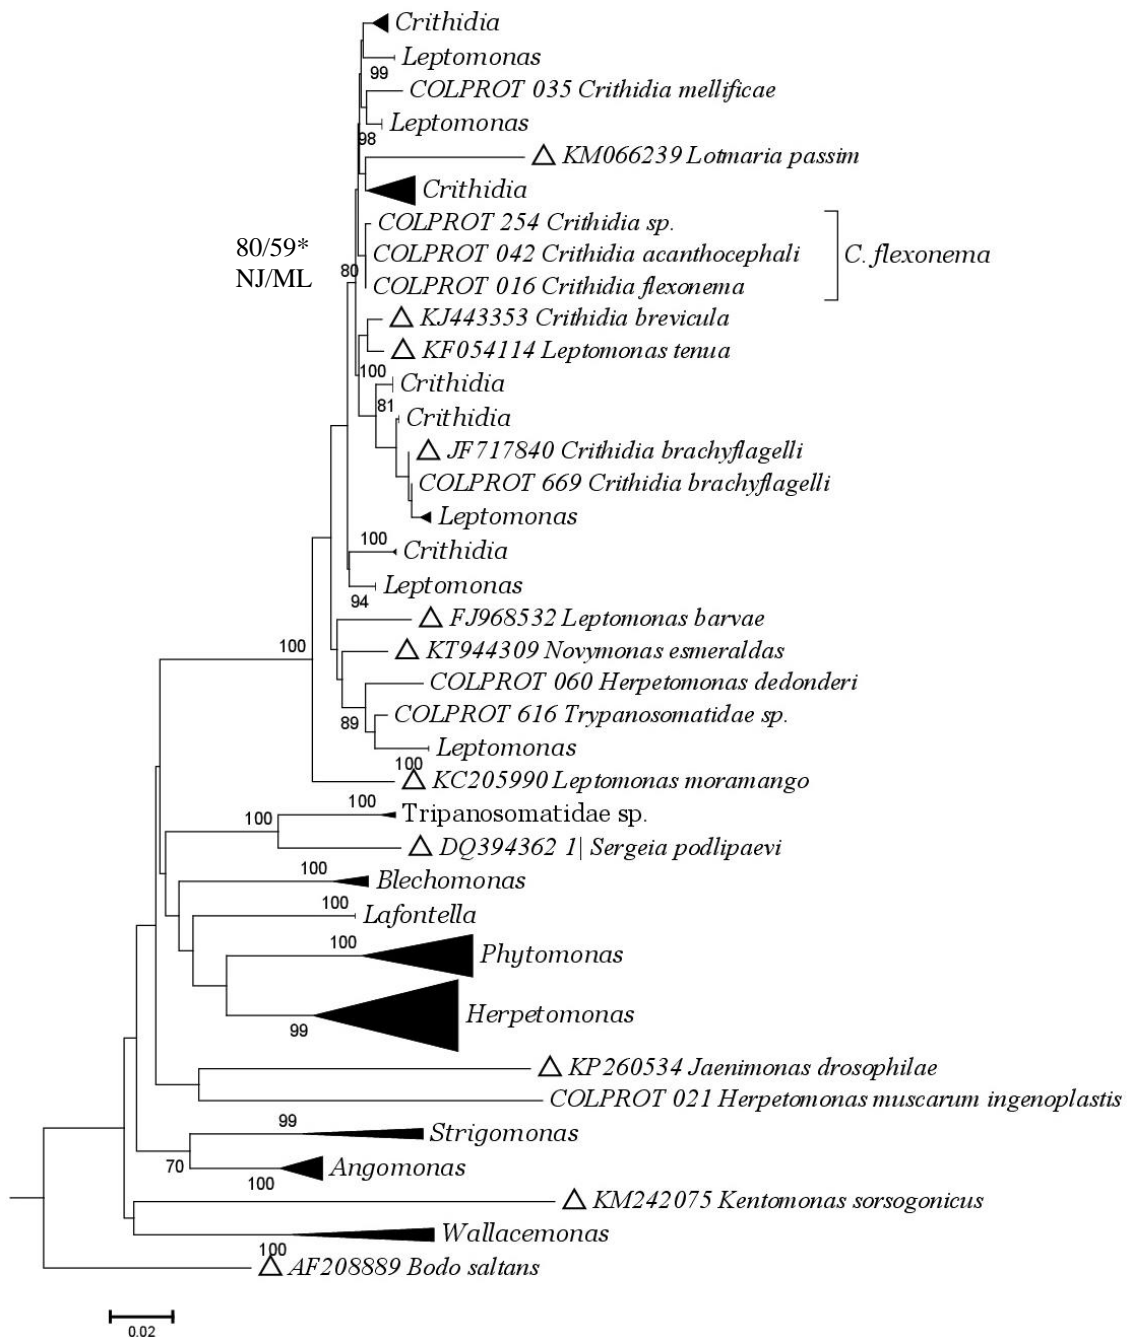 Crithidia
Leptomonas
99
COLPROT 035 Crithidia mellificae
Leptomonas
98
KM066239 Lotmaria passim
Crithidia
COLPROT 254 Crithidia sp.
80/59*
NJ/ML
COLPROT 042 Crithidia acanthocephali
C. flexonema
80
COLPROT 016 Crithidia flexonema
KJ443353 Crithidia brevicula
KF054114 Leptomonas tenua
100
Crithidia
81
Crithidia
JF717840 Crithidia brachyflagelli
COLPROT 669 Crithidia brachyflagelli
Leptomonas
100
Crithidia
Leptomonas
94
FJ968532 Leptomonas barvae
100
KT944309 Novymonas esmeraldas
COLPROT 060 Herpetomonas dedonderi
COLPROT 616 Trypanosomatidae sp.
89
Leptomonas
100
KC205990 Leptomonas moramango
100
Tripanosomatidae sp.
100
DQ394362 1| Sergeia podlipaevi
100
Blechomonas
100
Lafontella
100
Phytomonas
Herpetomonas
99
KP260534 Jaenimonas drosophilae
COLPROT 021 Herpetomonas muscarum ingenoplastis
99
Strigomonas
70
Angomonas
100
KM242075 Kentomonas sorsogonicus
Wallacemonas
100
AF208889 Bodo saltans
0.02